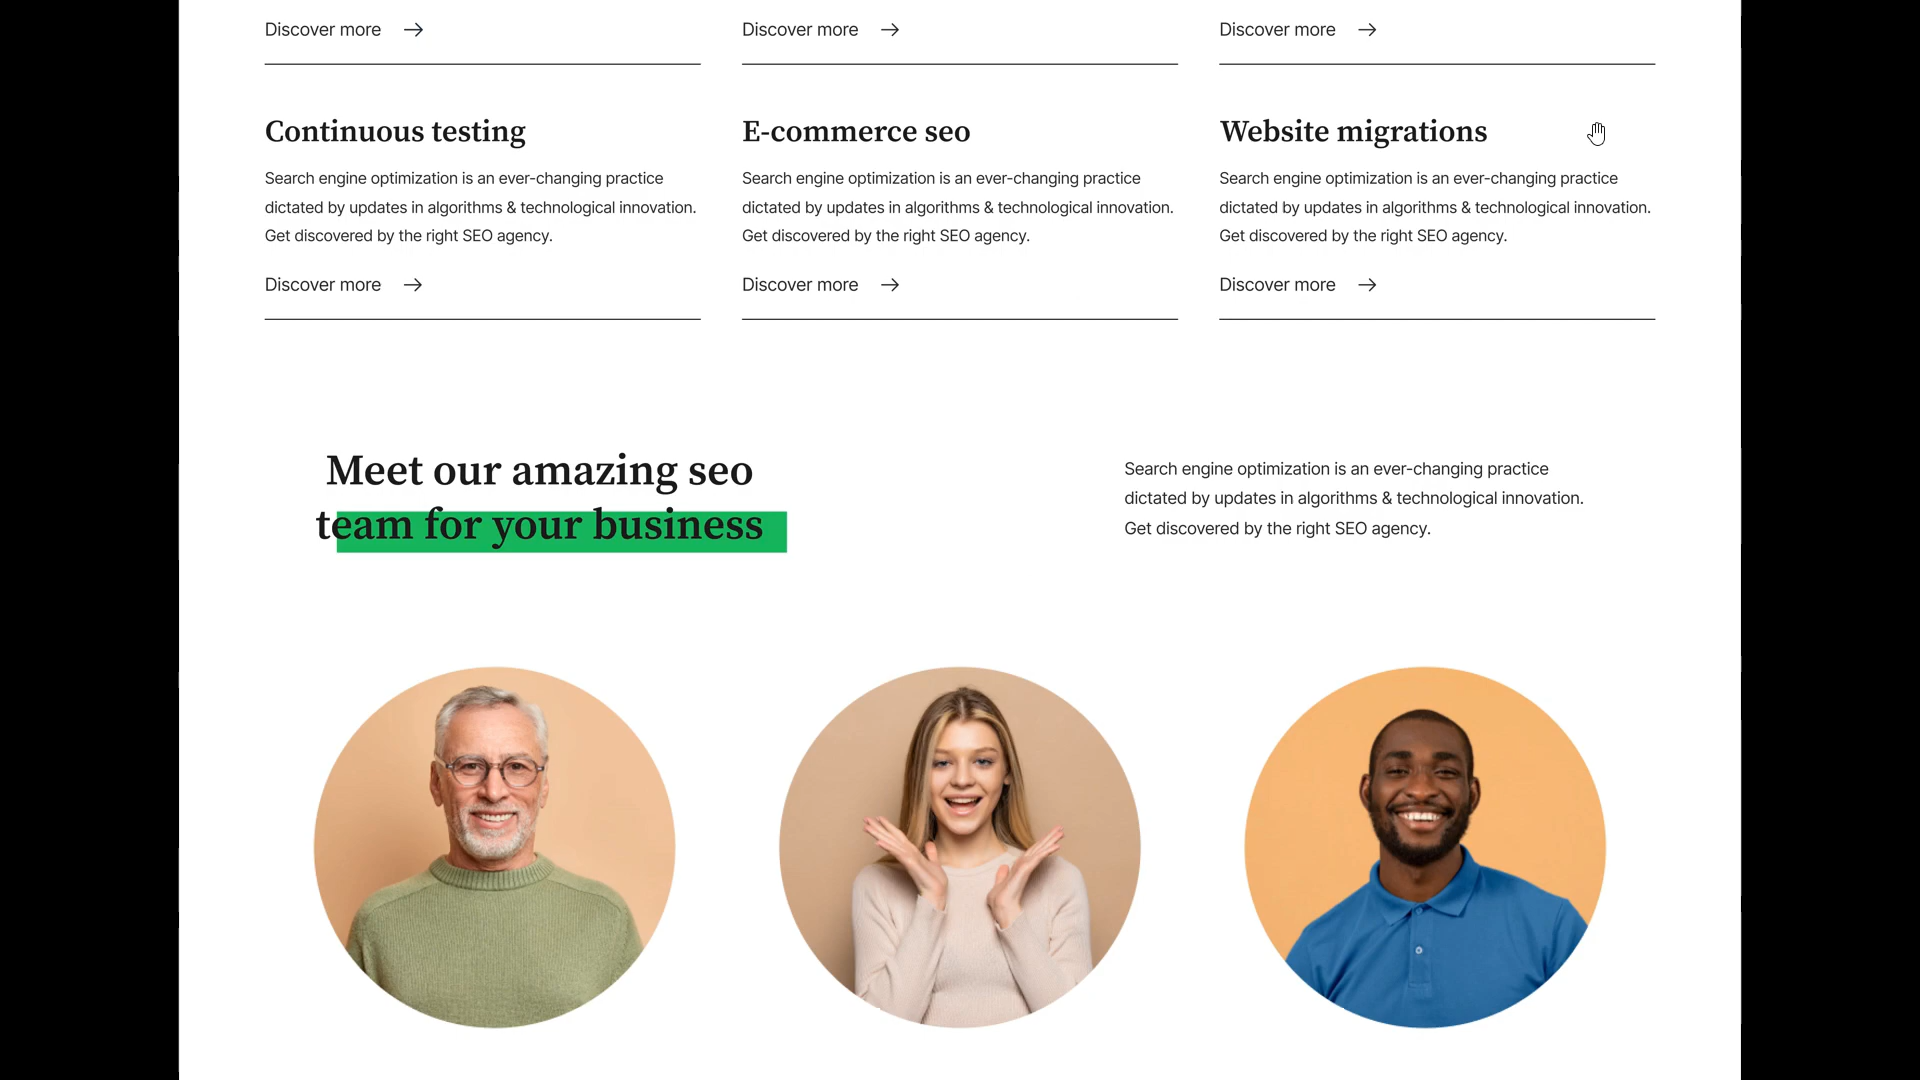 Discover more
Discover more
Discover more
Continuous testing
Search engine optimization is an ever-changing practice
dictated by updates in algorithms & technological innovation.
Get discovered by the right SEO agency.
Discover more
E-commerce seo
Search engine optimization is an ever-changing practice
dictated by updates in algorithms & technological innovation.
Get discovered by the right SEO agency.
Discover more
Website migrations
Search engine optimization is an ever-changing practice
dictated by updates in algorithms & technological innovation.
Get discovered by the right SEO agency.
Discover more
Meet our amazing seo
team for your business
Search engine optimization is an ever-changing practice
dictated by updates in algorithms & technological innovation.
Get discovered by the right SEO agency.